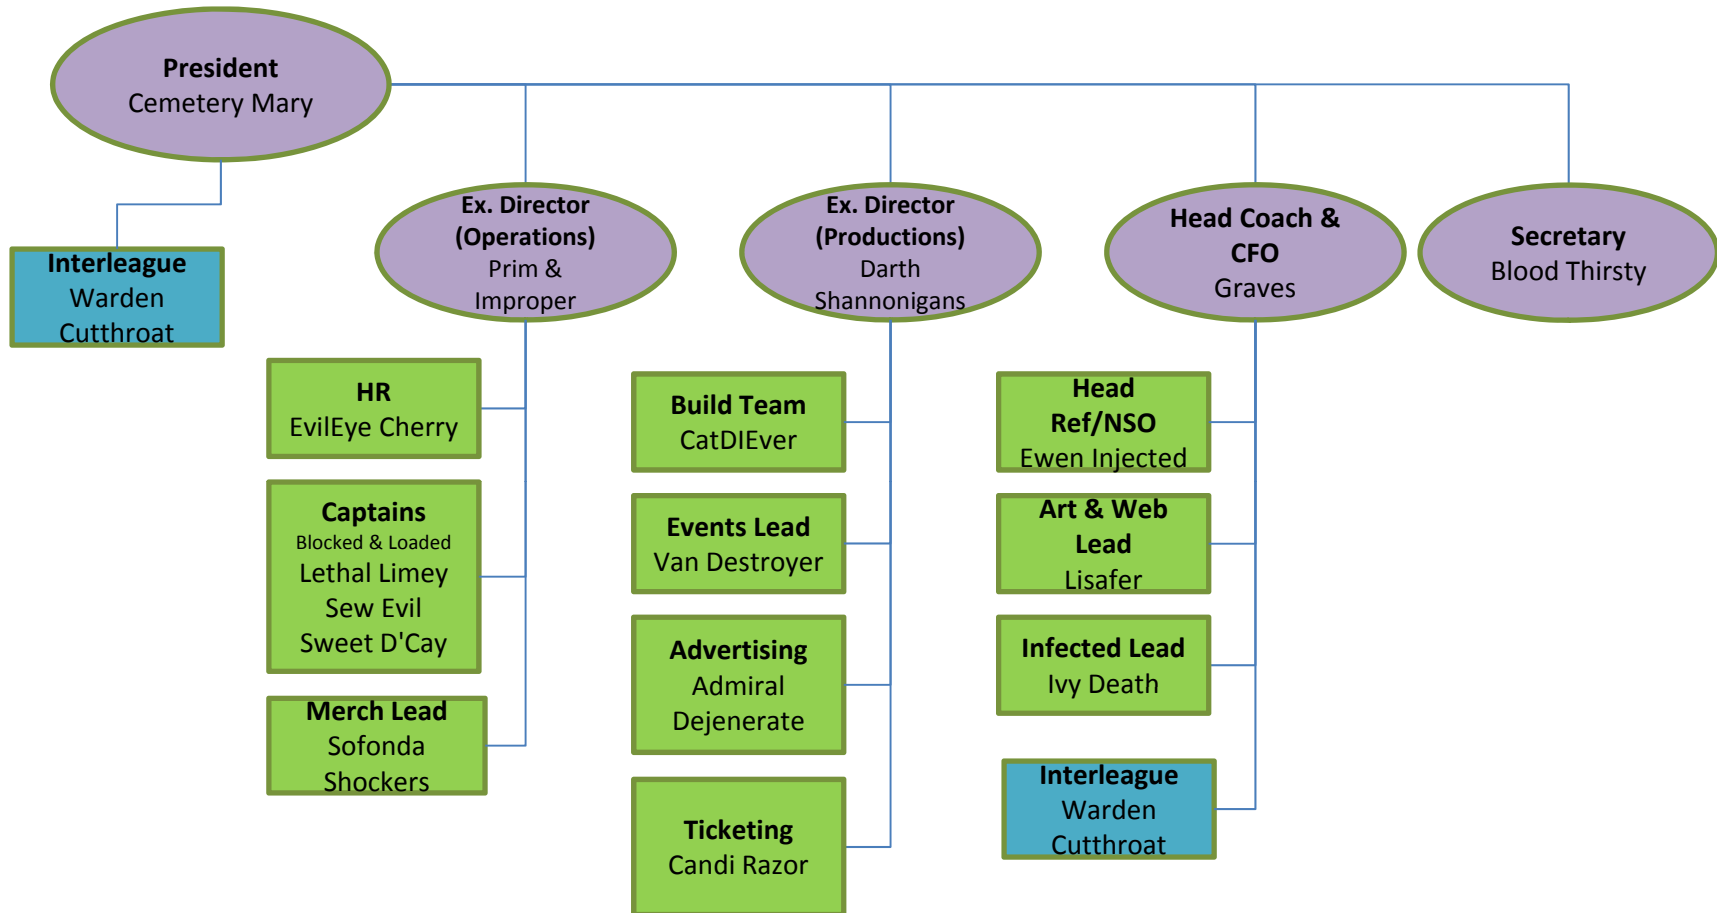 President
Cemetery Mary
Interleague
Warden
Cutthroat
Ex. Director
(Operations)
Prim &
Improper
Ex. Director
(Productions)
Darth
Shannonigans
Head Coach &
CFO
Graves
Secretary
Blood Thirsty
HR
EvilEye Cherry
Captains
Blocked & Loaded
Lethal Limey
Sew Evil
Sweet D'Cay
Merch Lead
Sofonda
Shockers
Build Team
CatDIEver
Events Lead
Van Destroyer
Advertising
Admiral
Dejenerate
Ticketing
Candi Razor
Head
Ref/NSO
Ewen Injected
Art & Web
Lead
Lisafer
Infected Lead
Ivy Death
Interleague
Warden
Cutthroat